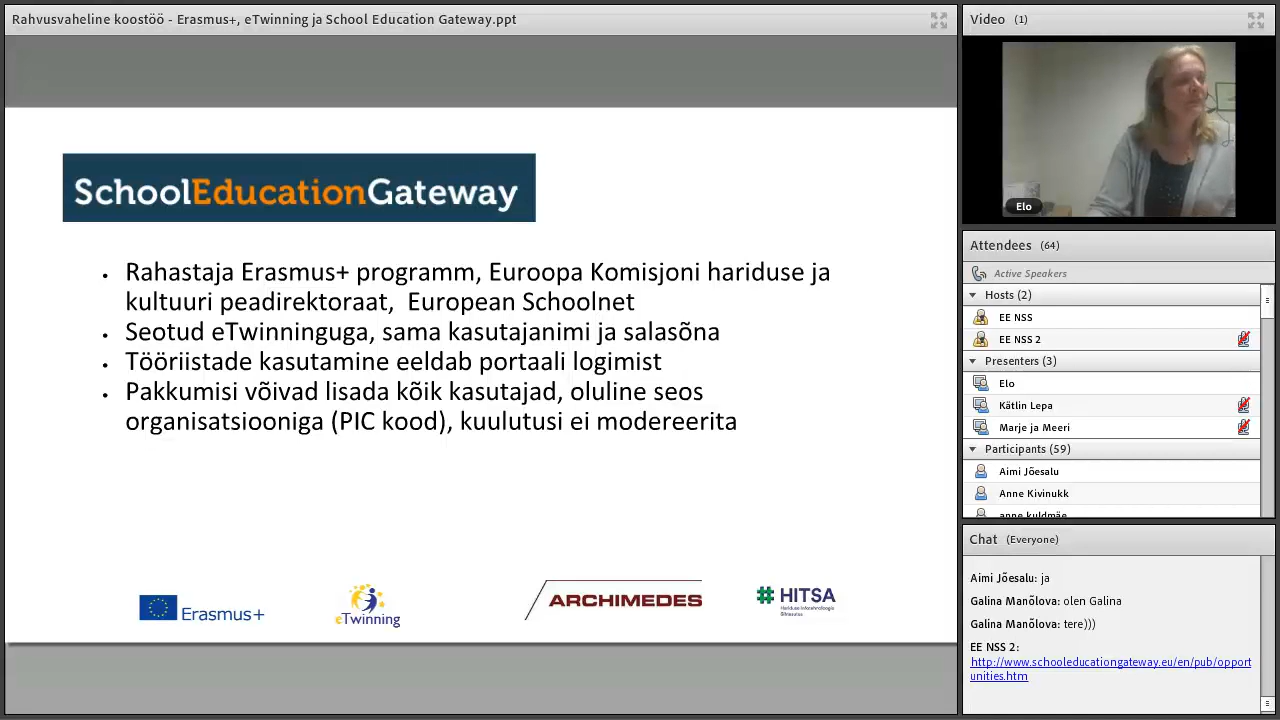 Rahvusvaheline koostöö - Erasmus+, eTwinning ja School Education Gateway.ppt
SchoolEducationGateway
• Rahastaja Erasmus+ programm, Euroopa Komisjoni hariduse ja
kultuuri peadirektoraat, European Schoolnet
• Seotud eTwinninguga, sama kasutajanimi ja salasõna
• Tööriistade kasutamine eeldab portaali logimist
• Pakkumisi võivad lisada kõik kasutajad, oluline seos
organisatsiooniga (PIC kood), kuulutusi ei modereerita
Erasmus+
eTwinning
ARCHIMEDES
HITSA
Hariduse Infotehnoloogia
Sihtasutus
Video (1)
Elo
Attendees (64)
Active Speakers
Hosts (2)
EE NSS
EE NSS 2
Presenters (3)
Elo
Kätlin Lepa
Marje ja Meeri
Participants (59)
Aimi Jõesalu
Anne Kivinukk
anne kuldmäe
Chat (Everyone)
Aimi Jõesalu: ja
Galina Manõlova: olen Galina
Galina Manõlova: tere)))
EE NSS 2:
http://www.schooleducationgateway.eu/en/pub/opport
unities.htm